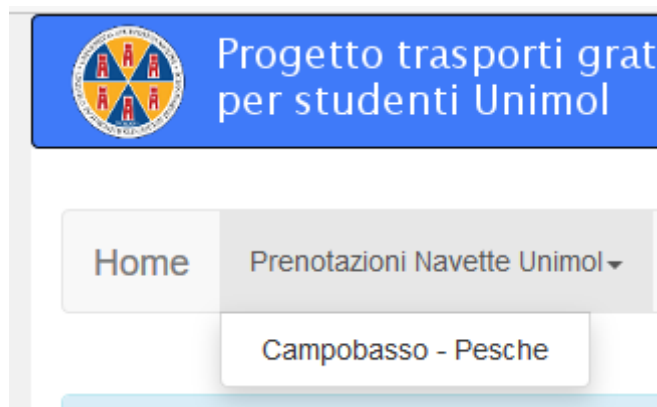 Progetto trasporti grat
per studenti Unimol
Home
Prenotazioni Navette Unimol
Campobasso - Pesche